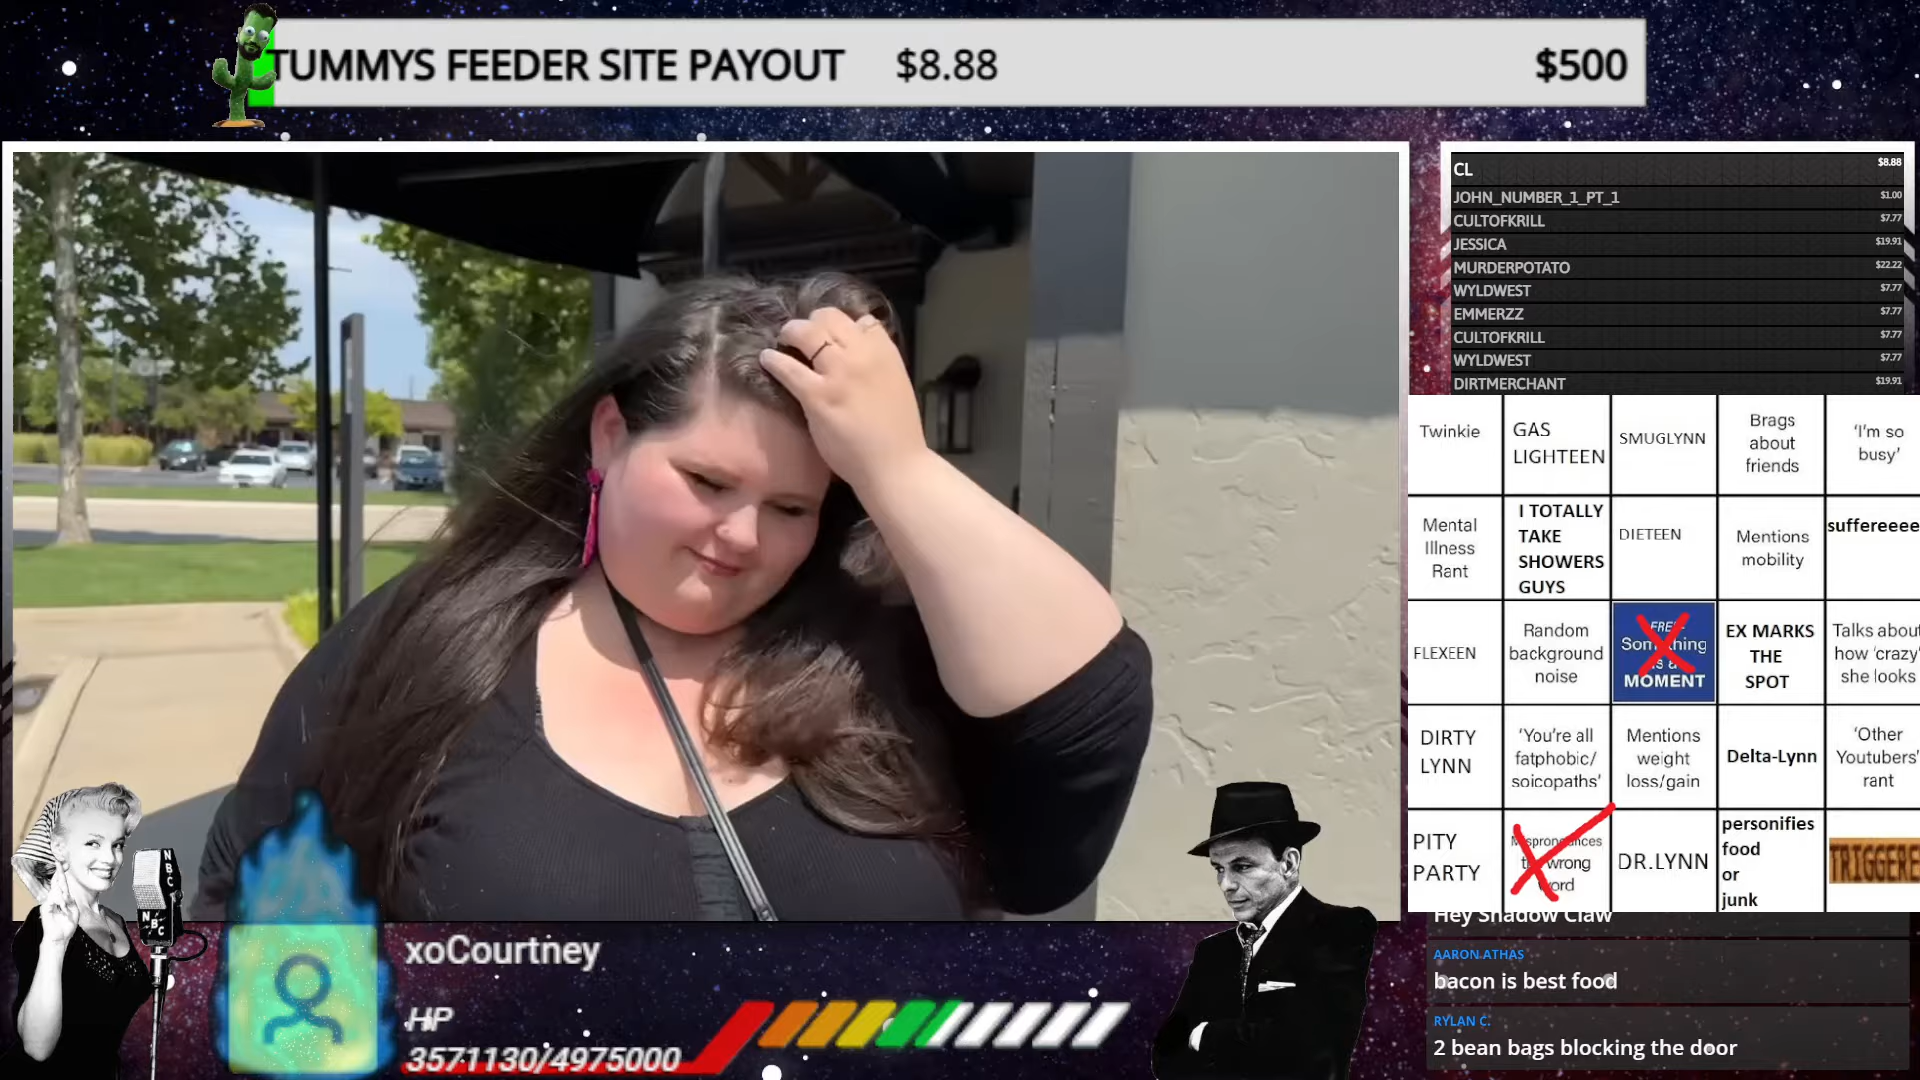 TUMMYS FEEDER SITE PAYOUT $8.88 $500
CL $8.88
JOHN_NUMBER_1_PT_1 $1.00
CULTOFKRILL $7.77
JESSICA $19.91
MURDERPOTATO $22.22
WYLDWEST $7.77
EMMERZZ $7.77
CULTOFKRILL $7.77
WYLDWEST $7.77
DIRTMERCHANT $19.91
Twinkie
GAS
LIGHTEEN
SMUGLYNN
Brags
about
friends
'I'm so
busy'
Mental
Illness
Rant
I TOTALLY
TAKE
SHOWERS
GUYS
DIETEEN
Mentions
mobility
suffereeee
FLEXEEN
Random
background
noise
MOMENT
EX MARKS
THE
SPOT
Talks about
how 'crazy'
she looks
DIRTY
LYNN
'You're all
fatphobic/
soicopaths'
Mentions
weight
loss/gain
Delta-Lynn
'Other
Youtubers'
rant
PITY
PARTY
wrong
DR.LYNN
personifies
food
or
junk
TRIGGERE
Hey Shadow Claw
AARON ATHAS
bacon is best food
RYLAN C.
2 bean bags blocking the door
NBC
NBC
xoCourtney
HP
3571130/4975000